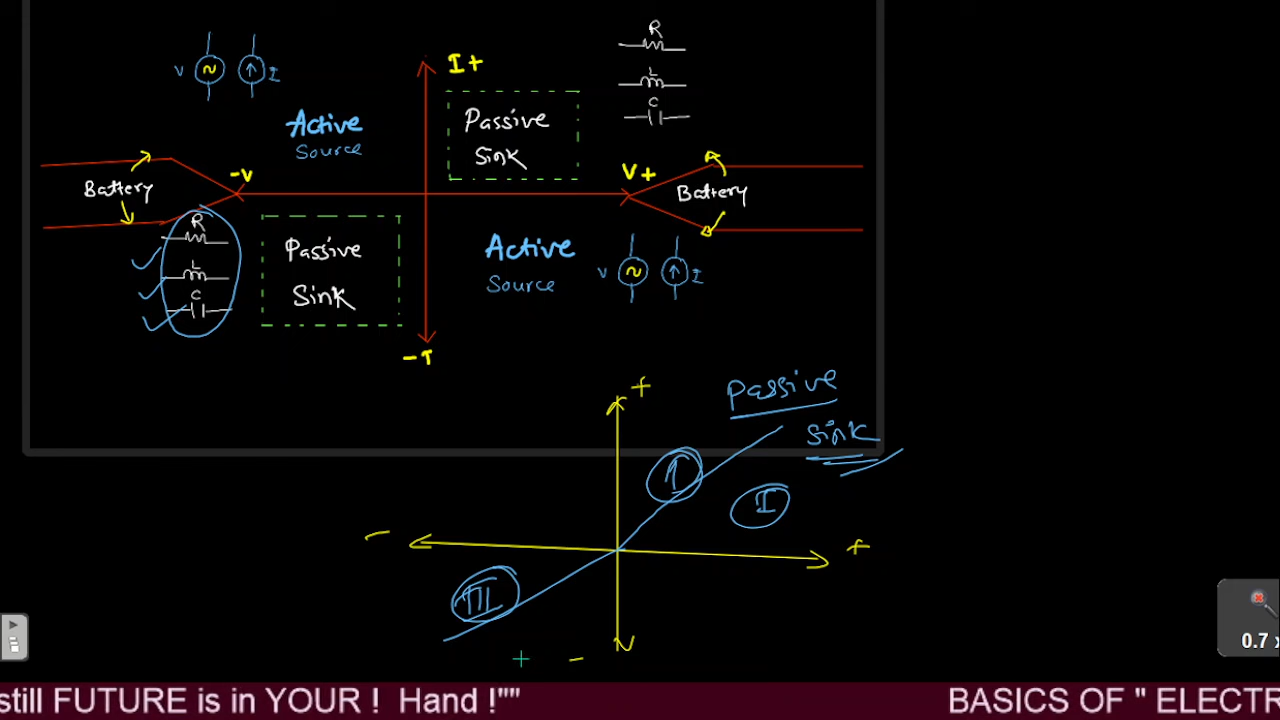 R
L
C
V ~ I
I+
Active
Source
Passive
Sink
-V
V+
Battery
Battery
R
L
C
Passive
Sink
Active
Source
V ~ I
-I
+
Passive
Sink
I
I
- +
III
+ -
0.7 x
still FUTURE is in YOUR ! Hand !""
BASICS OF " ELECTR